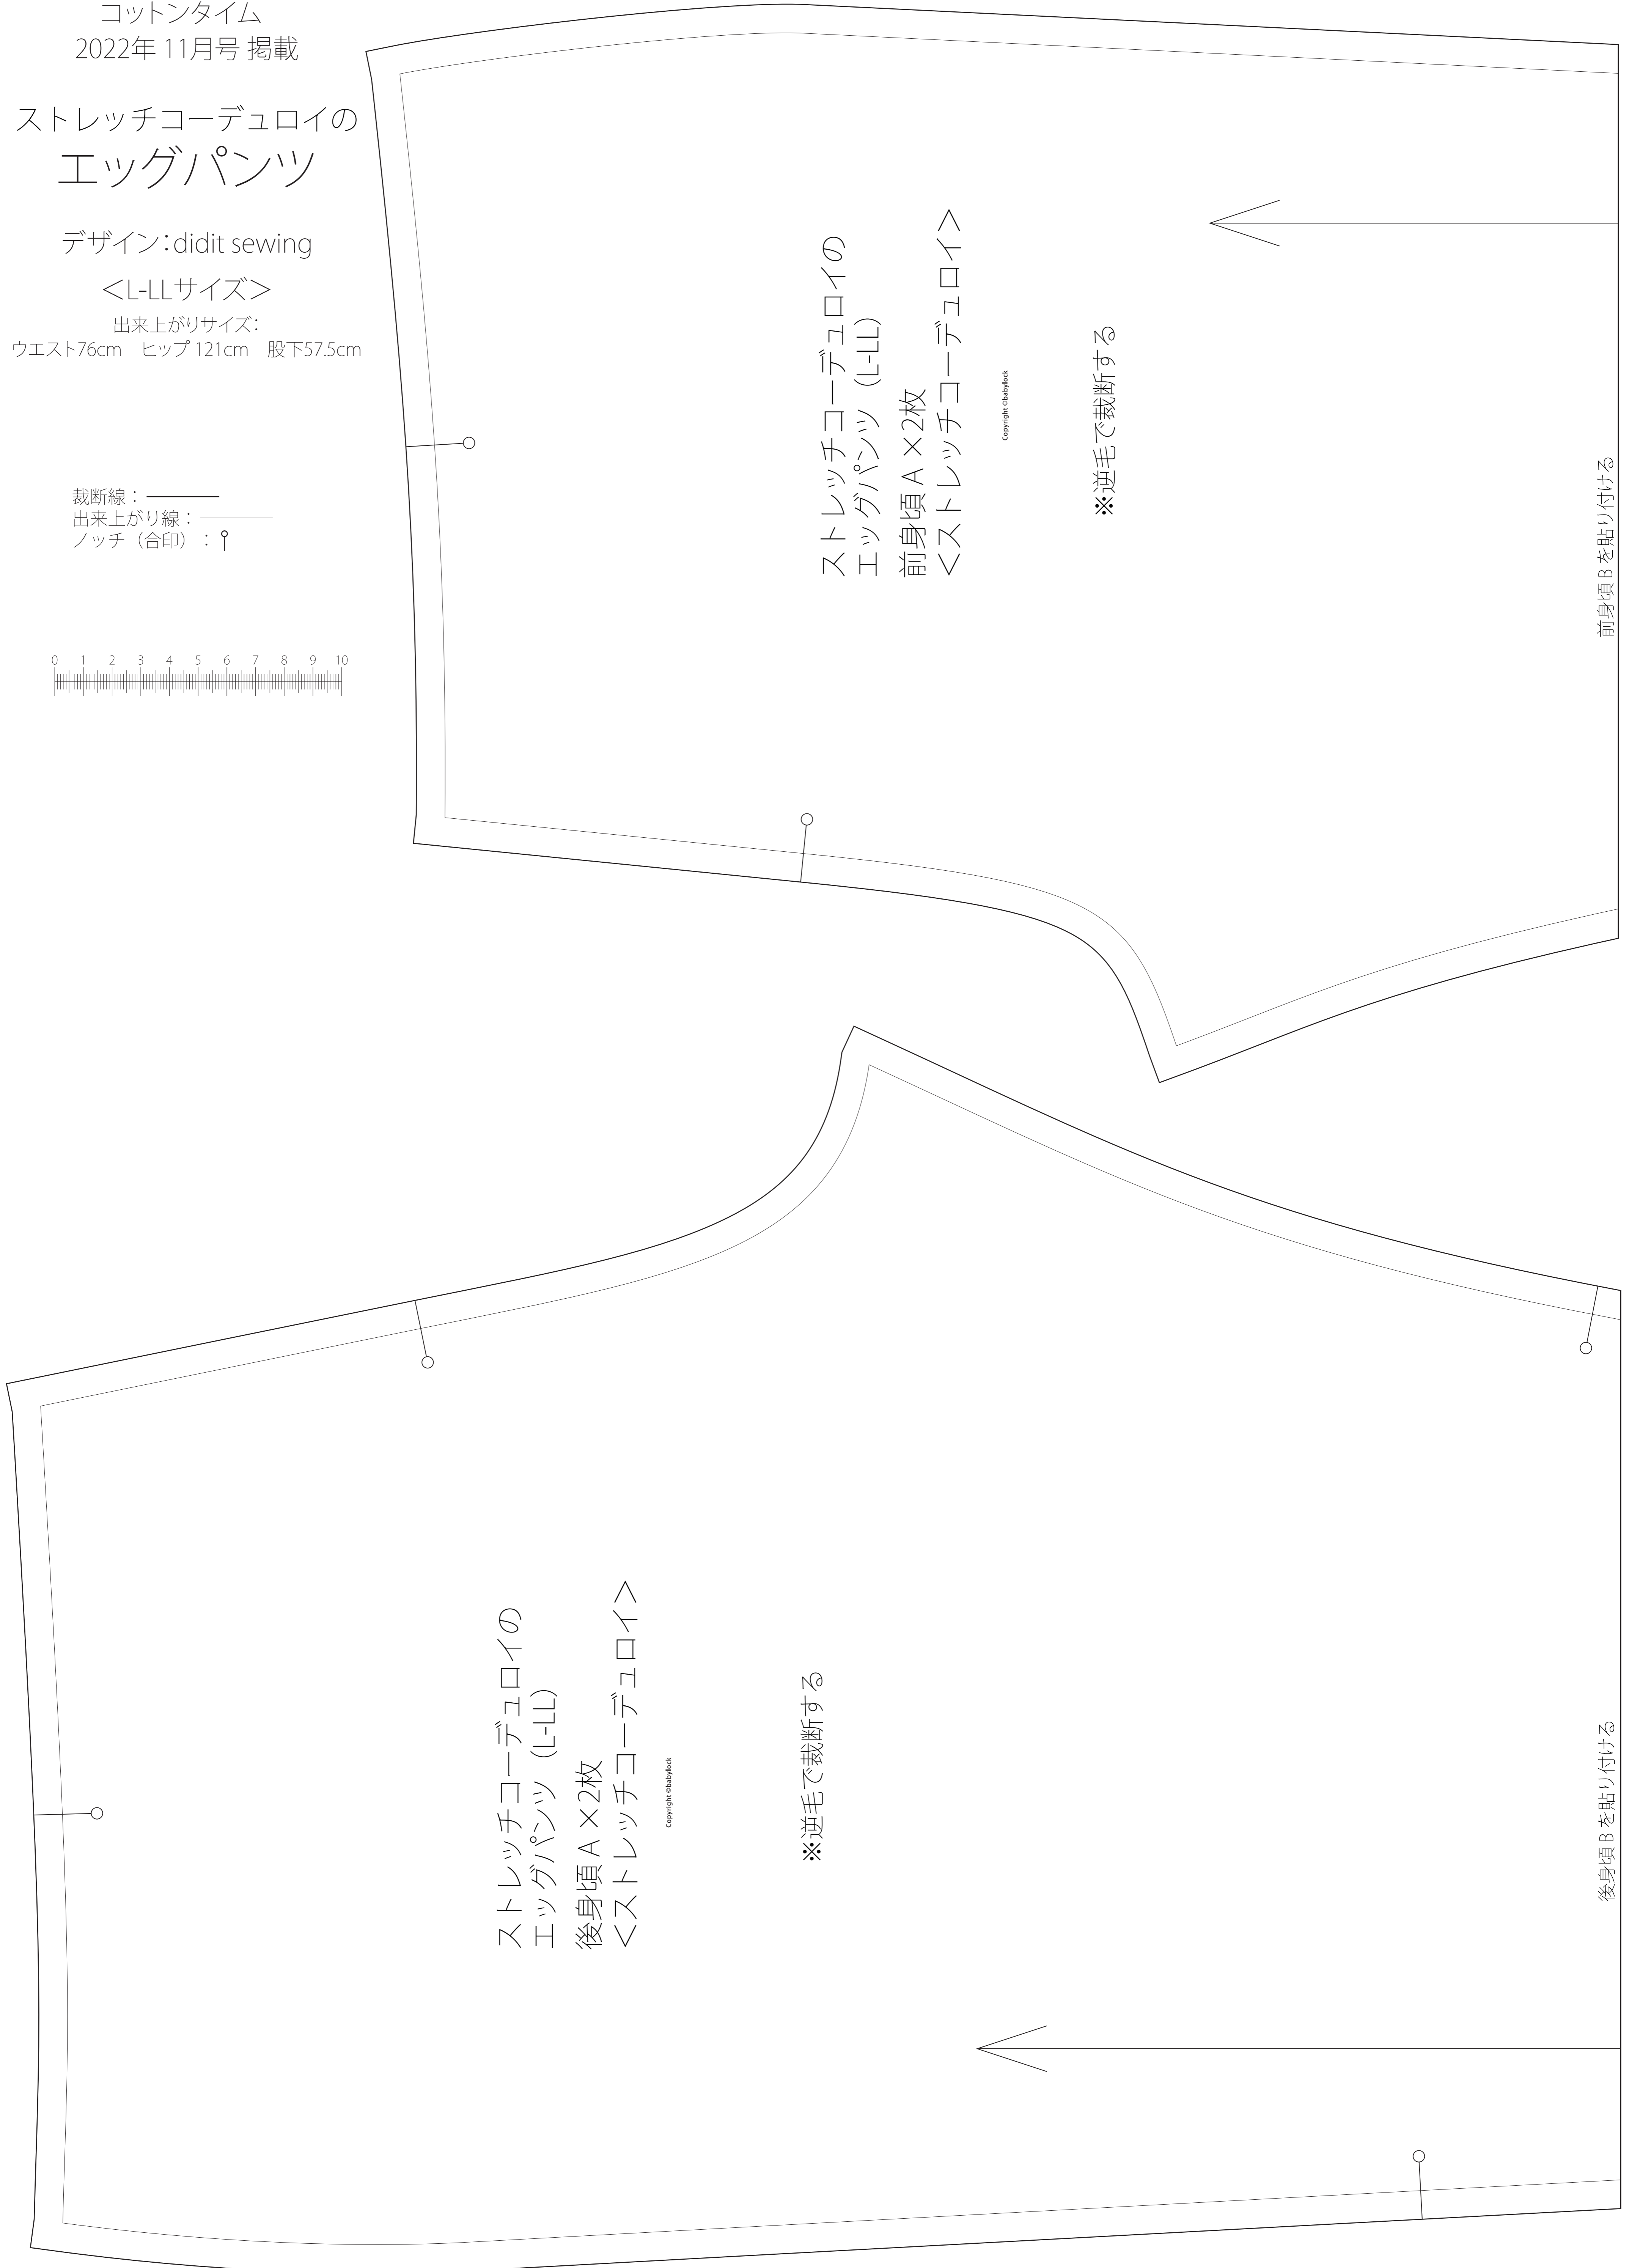 コットンタイム
2022年 11月号 掲載
ストレッチコーデュロイの
エッグパンツ
デザイン：didit sewing
＜L-LLサイズ＞
出来上がりサイズ：
ウエスト76cm　ヒップ 121cm　股下57.5cm
裁断線：
出来上がり線：
ノッチ（合印）：
0 1 2 3 4 5 6 7 8 9 10
ストレッチコーデュロイの
エッグパンツ （L-LL）
前身頃 A ×2枚
＜ストレッチコーデュロイ＞
Copyright ©babylock
※逆毛で裁断する
前身頃 B を貼り付ける
ストレッチコーデュロイの
エッグパンツ （L-LL）
後身頃 A ×2枚
＜ストレッチコーデュロイ＞
Copyright ©babylock
※逆毛で裁断する
後身頃 B を貼り付ける